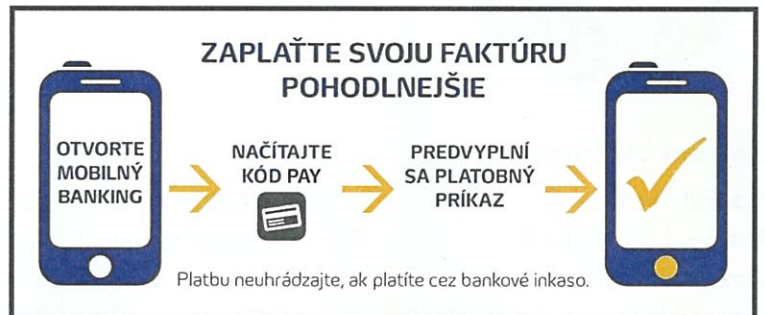 ZAPLAŤTE SVOJU FAKTÚRU
POHODLNEJŠIE
OTVORTE
MOBILNÝ
BANKING
NAČÍTAJTE
KÓD PAY
PREDVYPLNÍ
SA PLATOBNÝ
PRÍKAZ
Platbu neuhrádzajte, ak platíte cez bankové inkaso.